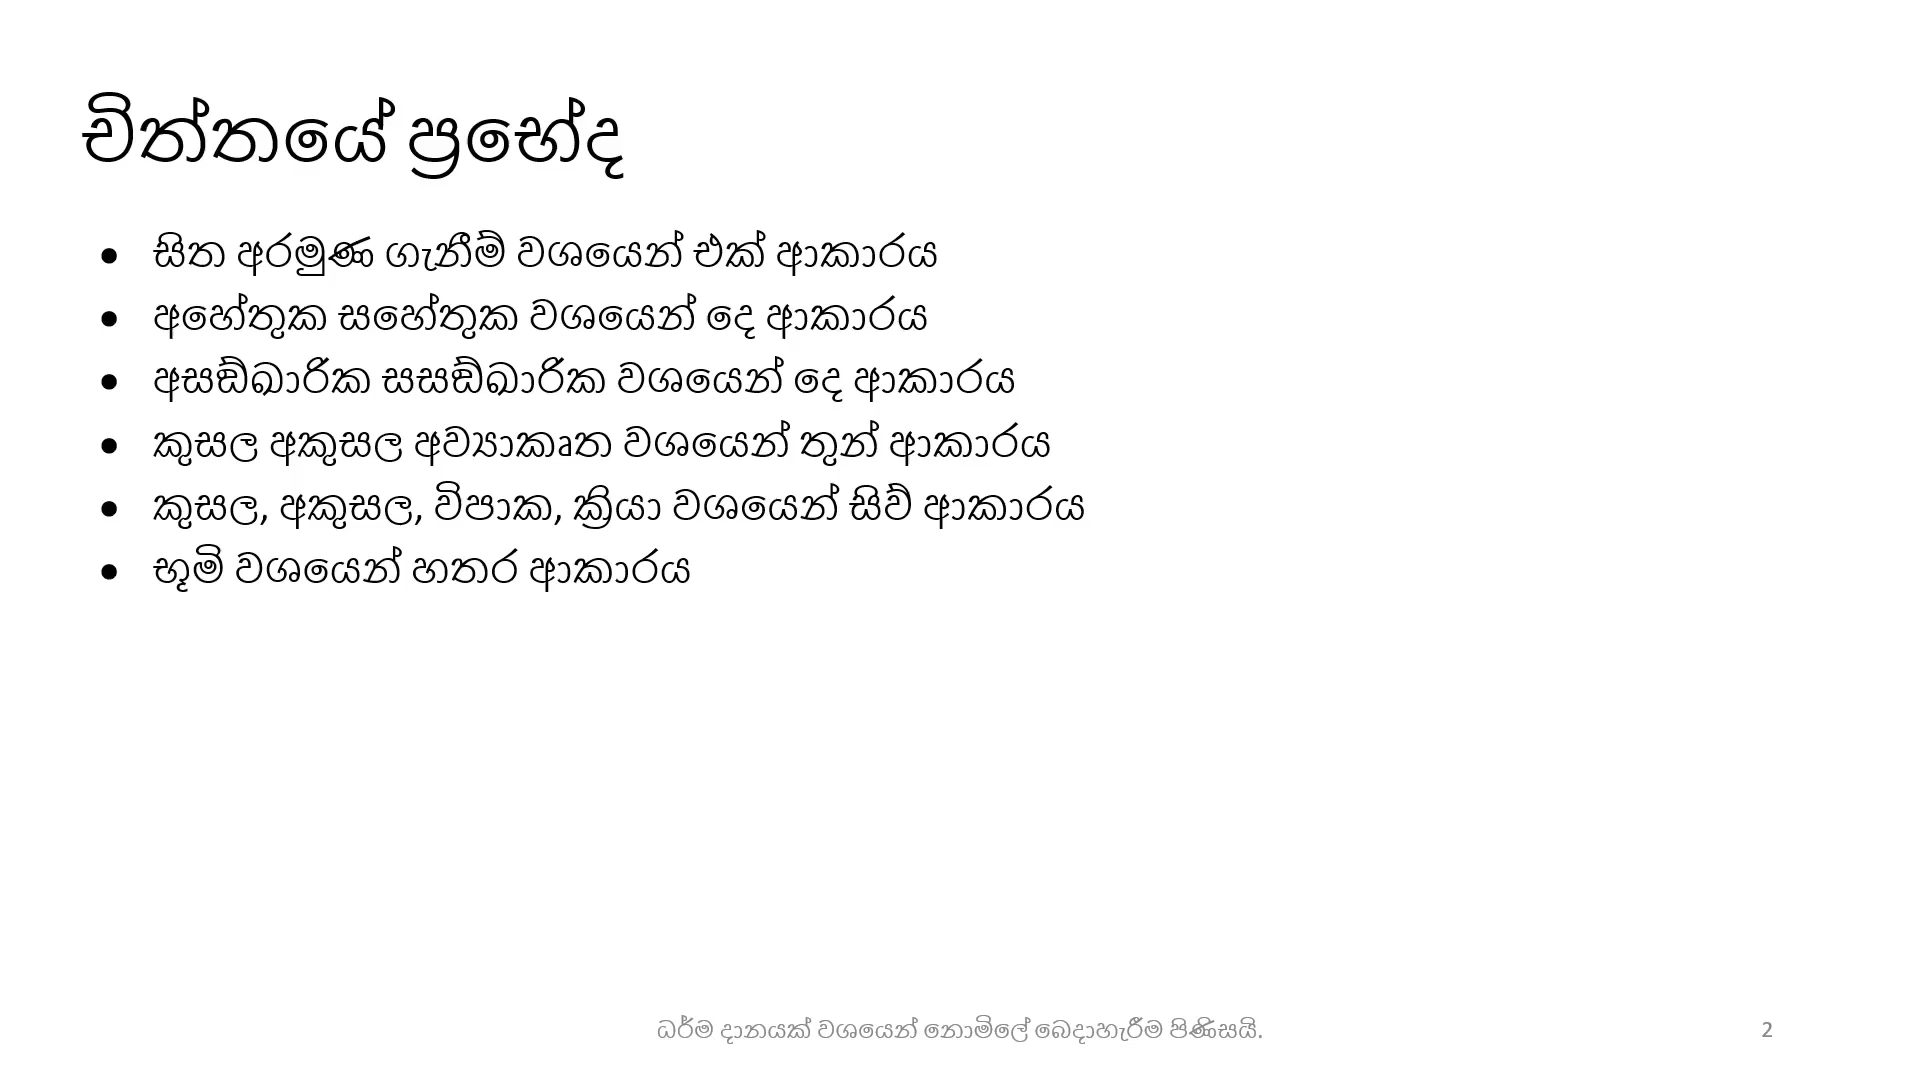 චිත්තයේ ප්‍රභේද
• සිත අරමුණ ගැනීම් වශයෙන් එක් ආකාරය
• අහේතුක සහේතුක වශයෙන් දෙ ආකාරය
• අසඞ්ඛාරික සසඞ්ඛාරික වශයෙන් දෙ ආකාරය
• කුසල අකුසල අව්‍යාකෘත වශයෙන් තුන් ආකාරය
• කුසල, අකුසල, විපාක, ක්‍රියා වශයෙන් සිව් ආකාරය
• භූමි වශයෙන් හතර ආකාරය
ධර්ම දානයක් වශයෙන් නොමිලේ බෙදාහැරීම පිණිසයි.
2